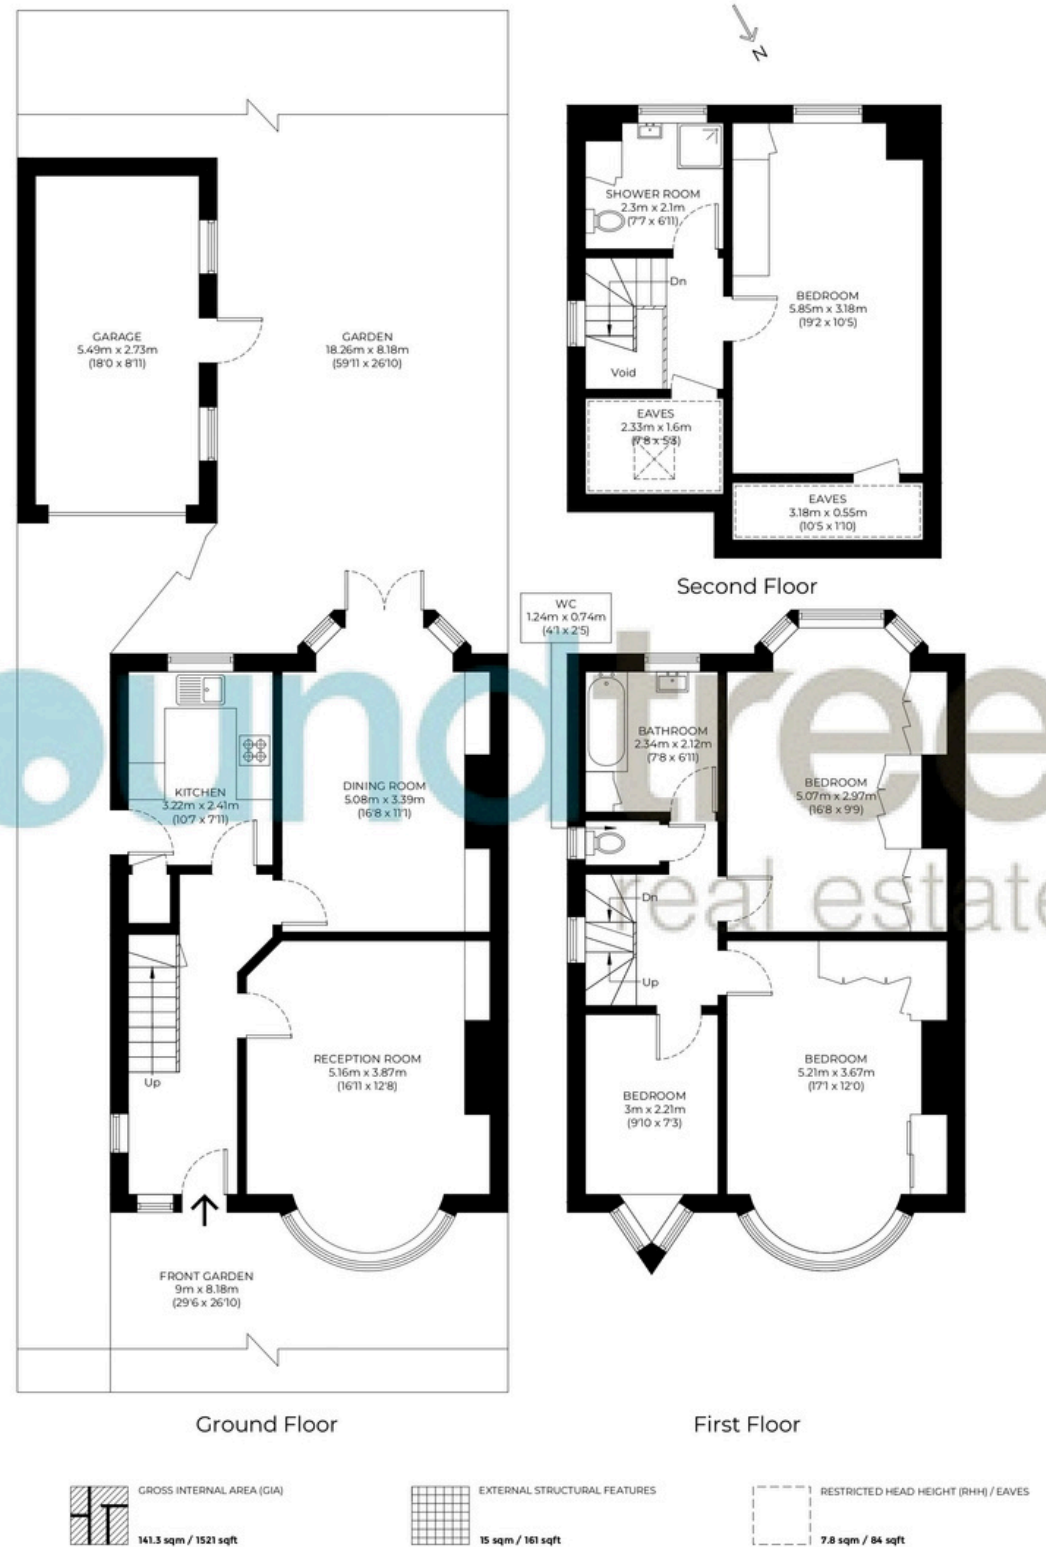 N
SHOWER ROOM
2.3m x 2.1m
(7'7 x 6'11)
Dn
BEDROOM
5.85m x 3.18m
(19'2 x 10'5)
Void
EAVES
2.33m x 1.6m
(7'8 x 5'3)
EAVES
3.18m x 0.55m
(10'5 x 1'10)
Second Floor
GARAGE
5.49m x 2.73m
(18'0 x 8'11)
GARDEN
18.26m x 8.18m
(59'11 x 26'10)
KITCHEN
3.22m x 2.41m
(10'7 x 7'11)
DINING ROOM
5.08m x 3.39m
(16'8 x 11'1)
Up
RECEPTION ROOM
5.16m x 3.87m
(16'11 x 12'8)
FRONT GARDEN
9m x 8.18m
(29'6 x 26'10)
Ground Floor
WC
1.24m x 0.74m
(4'1 x 2'5)
BATHROOM
2.34m x 2.12m
(7'8 x 6'11)
BEDROOM
5.07m x 2.97m
(16'8 x 9'9)
oundtree
real estate
Dn
Up
BEDROOM
3m x 2.21m
(9'10 x 7'3)
BEDROOM
5.21m x 3.67m
(17'1 x 12'0)
First Floor
GROSS INTERNAL AREA (GIA)
141.3 sqm / 1521 sqft
EXTERNAL STRUCTURAL FEATURES
15 sqm / 161 sqft
RESTRICTED HEAD HEIGHT (RHH) / EAVES
7.8 sqm / 84 sqft